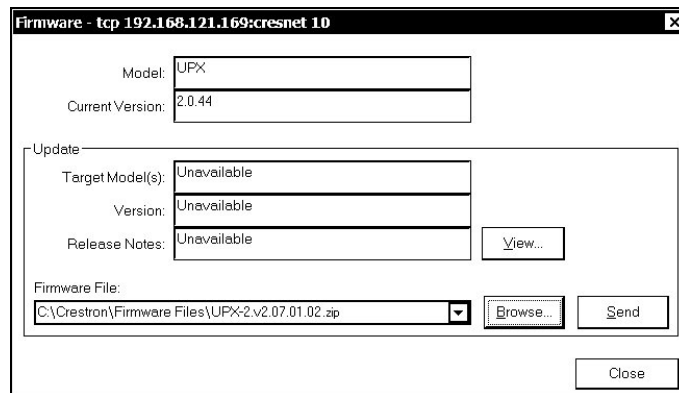 Firmware - tcp 192.168.121.169:cresnet 10
Model: UPX
Current Version: 2.0.44
Update
Target Model(s): Unavailable
Version: Unavailable
Release Notes: Unavailable View...
Firmware File:
C:\Crestron\Firmware Files\UPX-2.v2.07.01.02.zip Browse... Send
Close